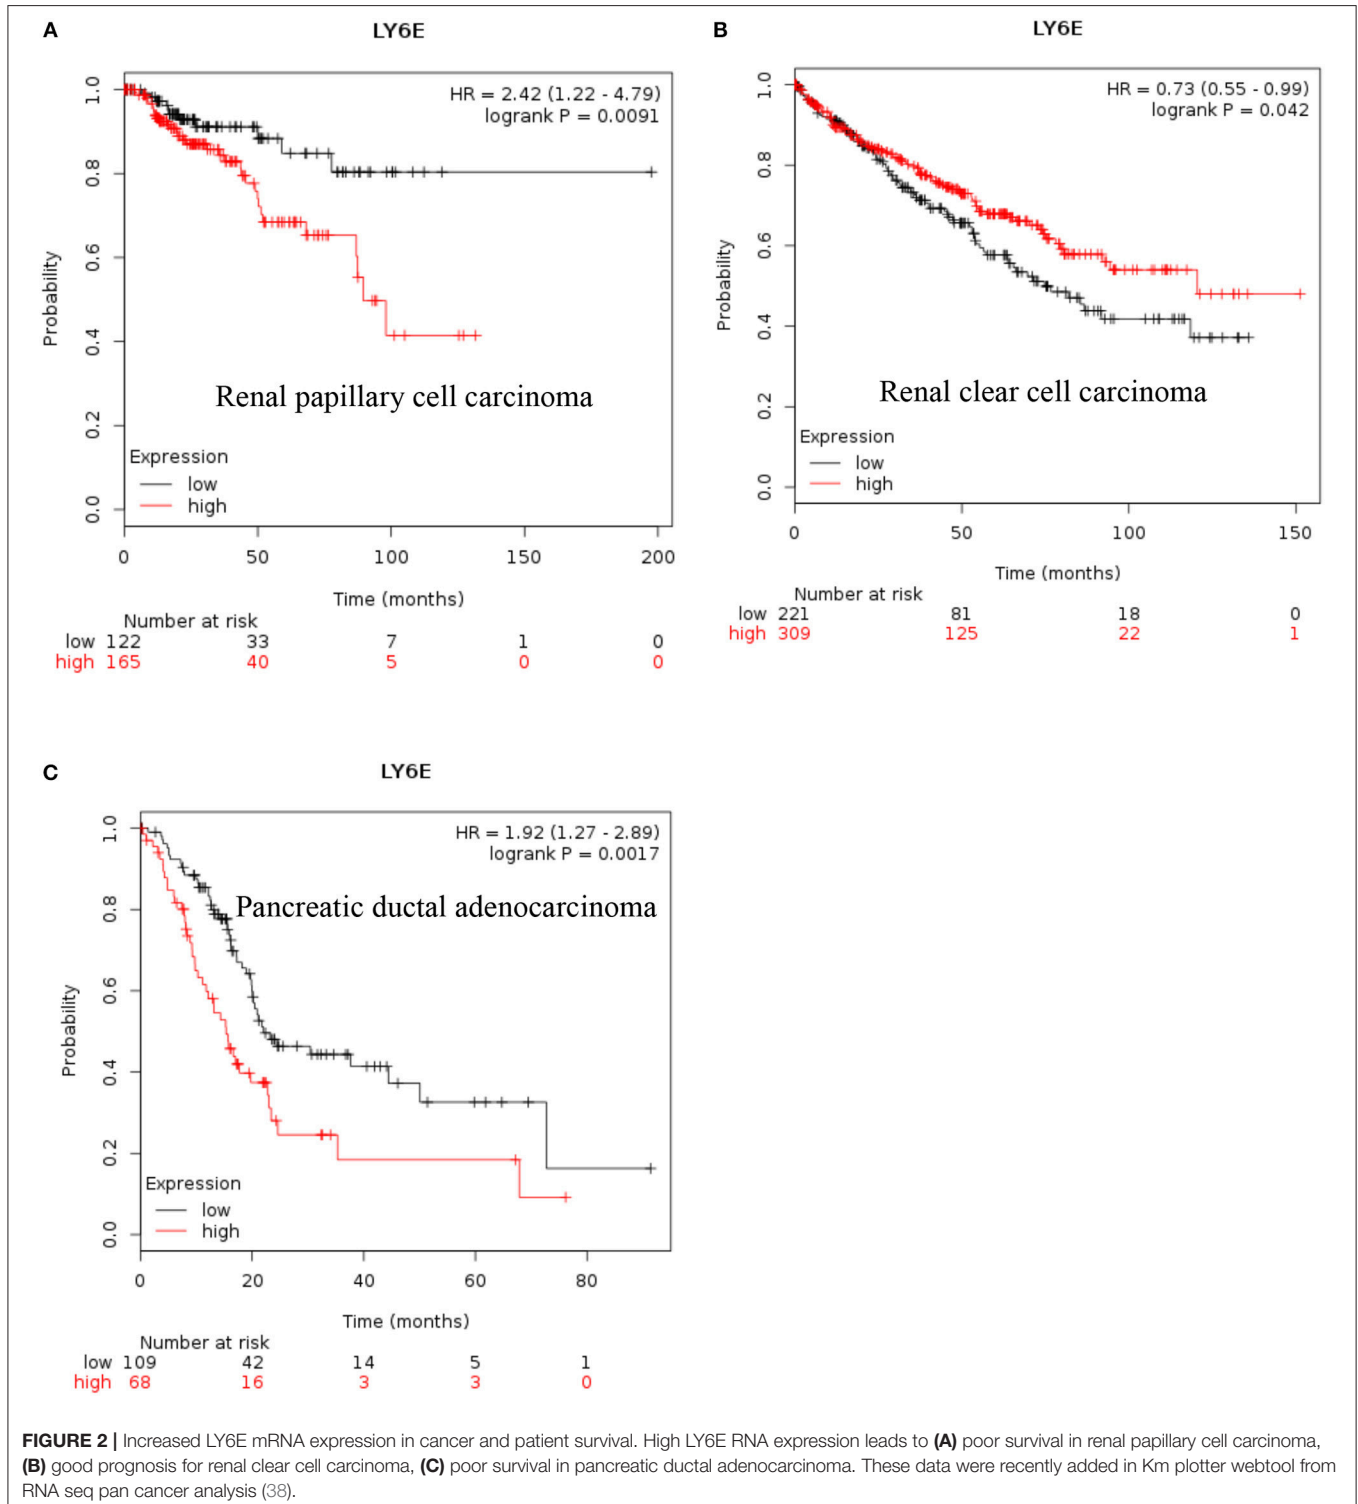 A
LY6E
HR = 2.42 (1.22 - 4.79)
logrank P = 0.0091
Probability
1.0
0.8
0.6
0.4
0.2
0.0
Renal papillary cell carcinoma
Expression
low
high
0 50 100 150 200
Time (months)
Number at risk
low 122 33 7 1 0
high 165 40 5 0 0
B
LY6E
HR = 0.73 (0.55 - 0.99)
logrank P = 0.042
Probability
1.0
0.8
0.6
0.4
0.2
0.0
Renal clear cell carcinoma
Expression
low
high
0 50 100 150
Time (months)
Number at risk
low 221 81 18 0
high 309 125 22 1
C
LY6E
HR = 1.92 (1.27 - 2.89)
logrank P = 0.0017
Probability
1.0
0.8
0.6
0.4
0.2
0.0
Pancreatic ductal adenocarcinoma
Expression
low
high
0 20 40 60 80
Time (months)
Number at risk
low 109 42 14 5 1
high 68 16 3 3 0
FIGURE 2 | Increased LY6E mRNA expression in cancer and patient survival. High LY6E RNA expression leads to (A) poor survival in renal papillary cell carcinoma,
(B) good prognosis for renal clear cell carcinoma, (C) poor survival in pancreatic ductal adenocarcinoma. These data were recently added in Km plotter webtool from
RNA seq pan cancer analysis (38).